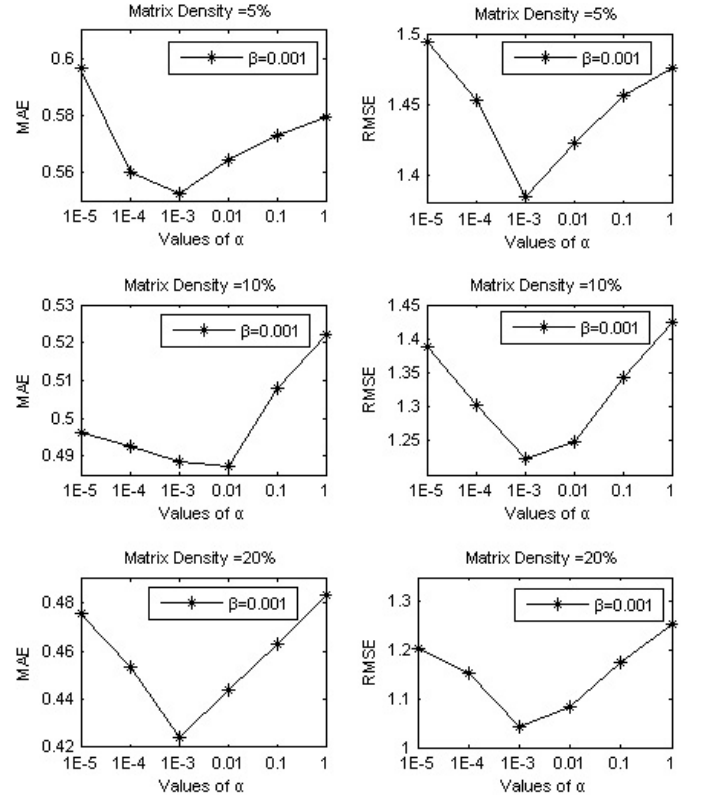 Matrix Density =5%
0.6
0.58
0.56
MAE
β=0.001
1E-5 1E-4 1E-3 0.01 0.1 1
Values of α
Matrix Density =5%
1.5
1.45
1.4
RMSE
β=0.001
1E-5 1E-4 1E-3 0.01 0.1 1
Values of α
Matrix Density =10%
0.53
0.52
0.51
0.5
0.49
MAE
β=0.001
1E-5 1E-4 1E-3 0.01 0.1 1
Values of α
Matrix Density =10%
1.45
1.4
1.35
1.3
1.25
RMSE
β=0.001
1E-5 1E-4 1E-3 0.01 0.1 1
Values of α
Matrix Density =20%
0.48
0.46
0.44
0.42
MAE
β=0.001
1E-5 1E-4 1E-3 0.01 0.1 1
Values of α
Matrix Density =20%
1.3
1.2
1.1
1
RMSE
β=0.001
1E-5 1E-4 1E-3 0.01 0.1 1
Values of α